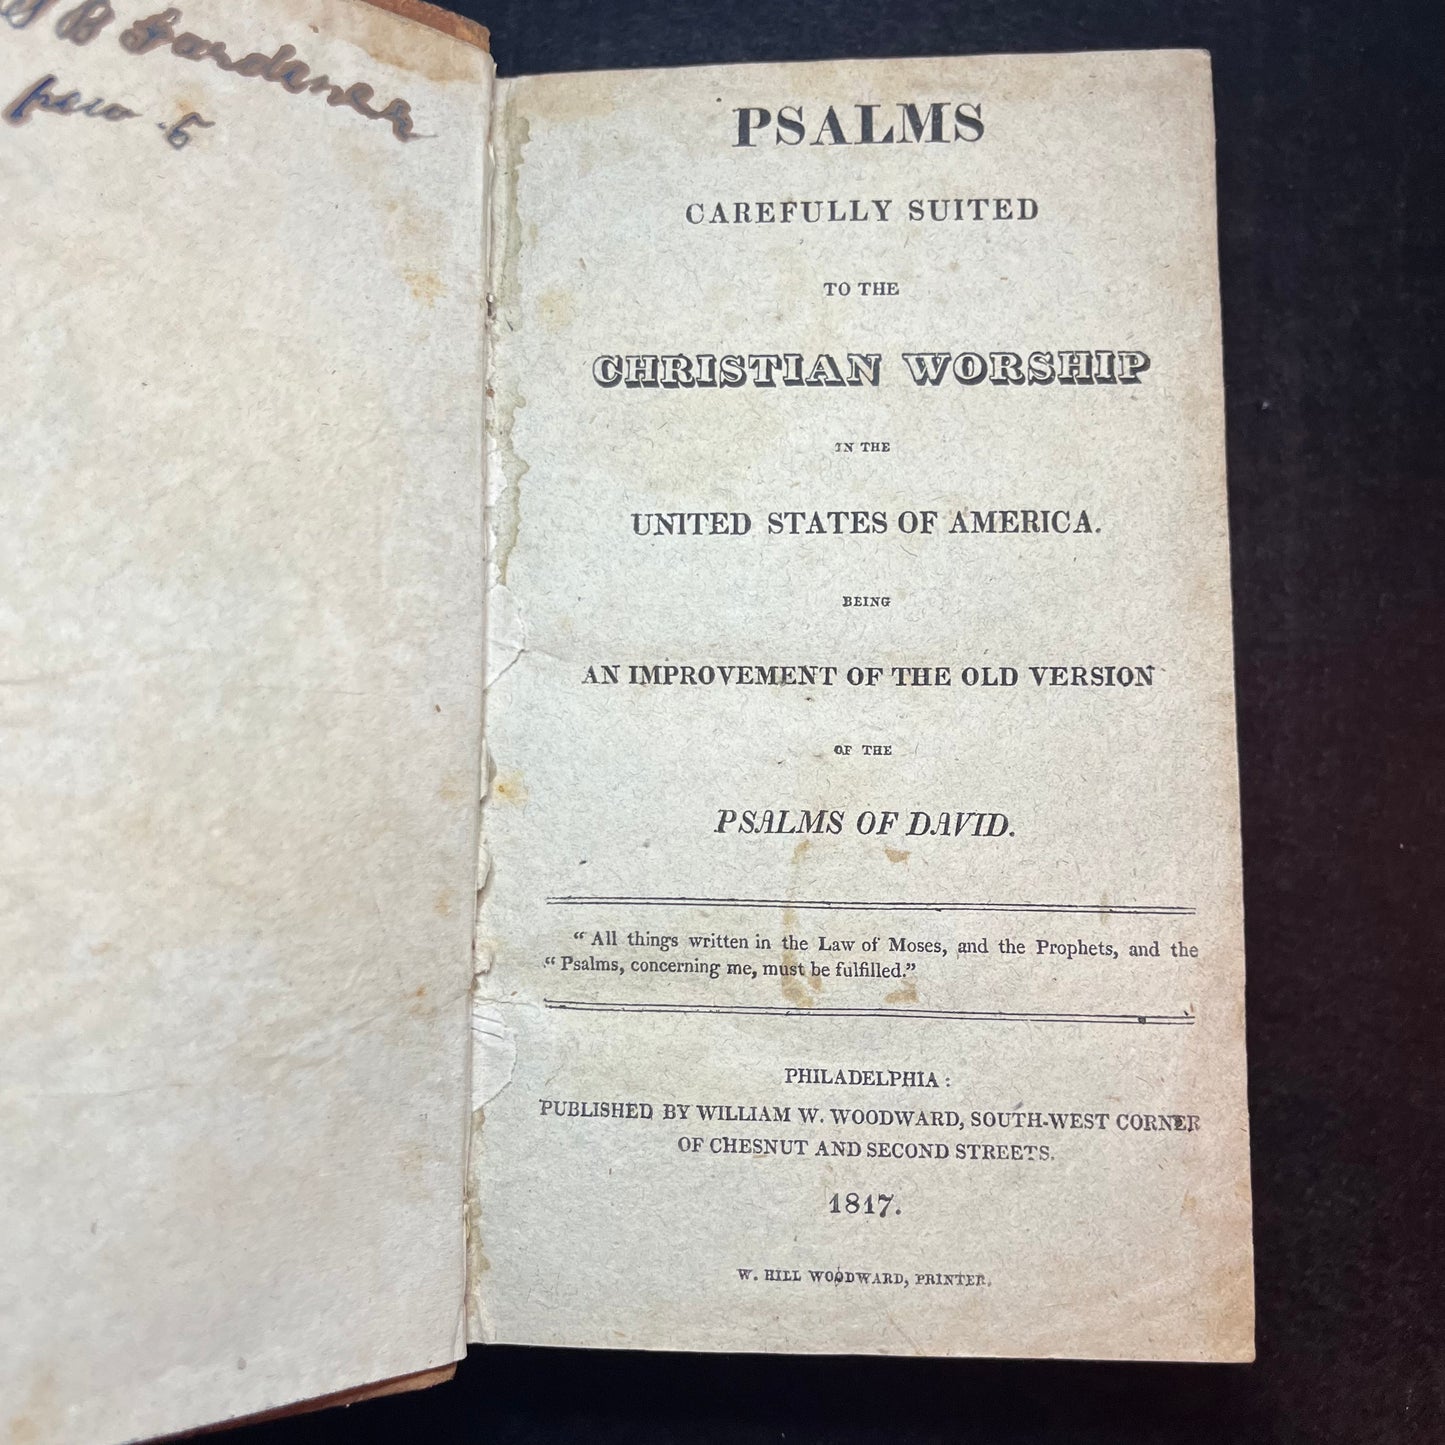 B Gardener
pew 5
PSALMS
CAREFULLY SUITED
TO THE
CHRISTIAN WORSHIP
IN THE
UNITED STATES OF AMERICA.
BEING
AN IMPROVEMENT OF THE OLD VERSION
OF THE
PSALMS OF DAVID.
“ All things written in the Law of Moses, and the Prophets, and the
“ Psalms, concerning me, must be fulfilled.”
PHILADELPHIA :
PUBLISHED BY WILLIAM W. WOODWARD, SOUTH-WEST CORNER
OF CHESNUT AND SECOND STREETS.
1817.
W. HILL WOODWARD, PRINTER.